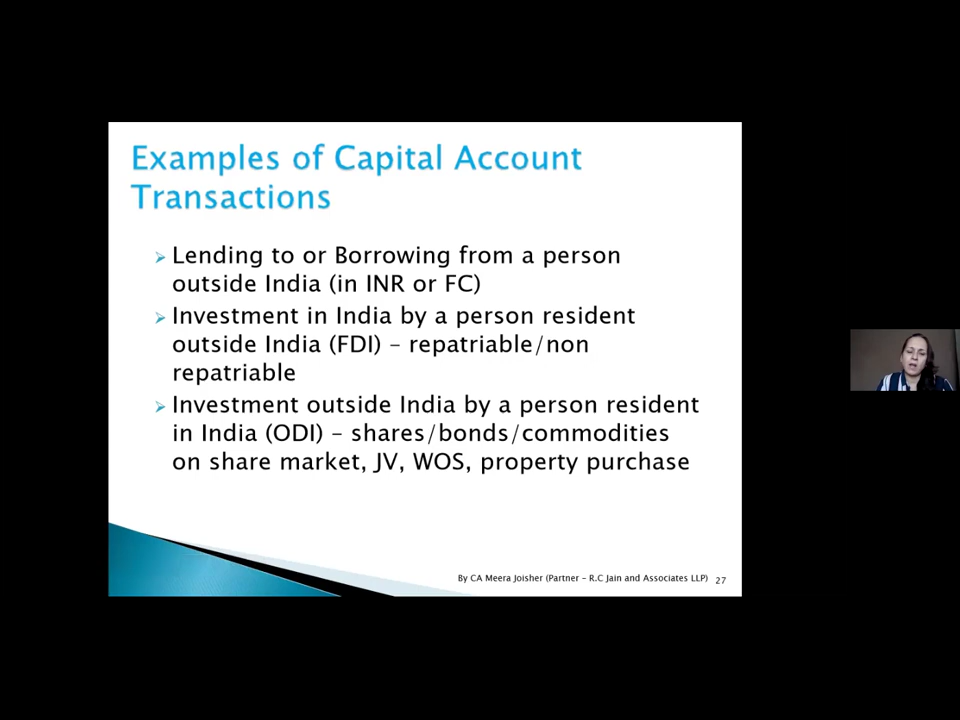 Examples of Capital Account
Transactions
➢ Lending to or Borrowing from a person
outside India (in INR or FC)
➢ Investment in India by a person resident
outside India (FDI) – repatriable/non
repatriable
➢ Investment outside India by a person resident
in India (ODI) – shares/bonds/commodities
on share market, JV, WOS, property purchase
By CA Meera Joisher (Partner – R.C Jain and Associates LLP) 27